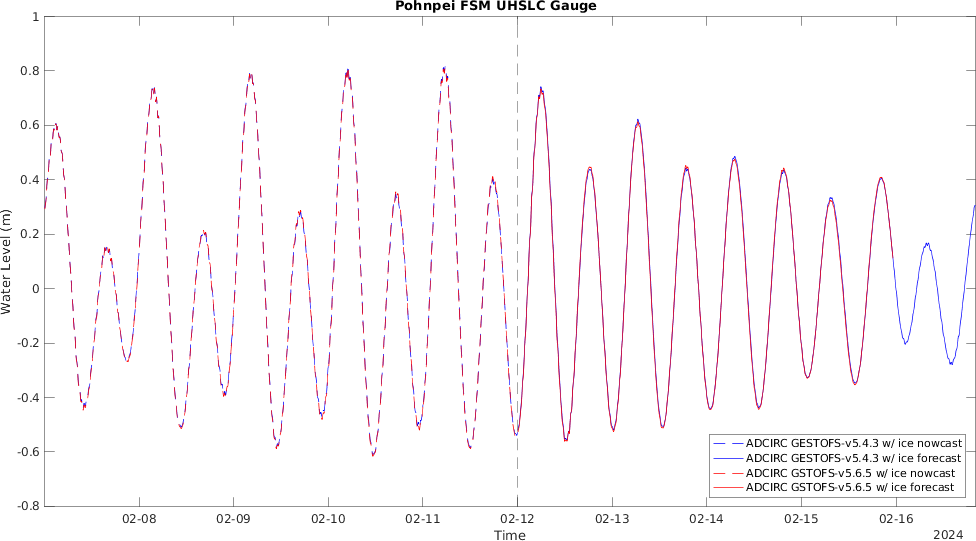 Pohnpei FSM UHSLC Gauge
1
0.8
0.6
0.4
0.2
0
-0.2
-0.4
-0.6
-0.8
Water Level (m)
ADCIRC GESTOFS-v5.4.3 w/ ice nowcast
ADCIRC GESTOFS-v5.4.3 w/ ice forecast
ADCIRC GSTOFS-v5.6.5 w/ ice nowcast
ADCIRC GSTOFS-v5.6.5 w/ ice forecast
02-08 02-09 02-10 02-11 02-12 02-13 02-14 02-15 02-16
Time
2024